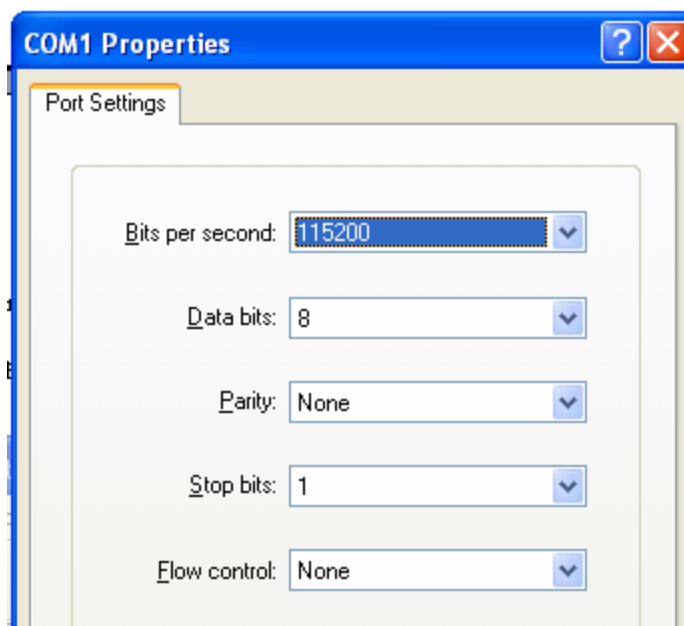 COM1 Properties
Port Settings
Bits per second: 115200
Data bits: 8
Parity: None
Stop bits: 1
Flow control: None